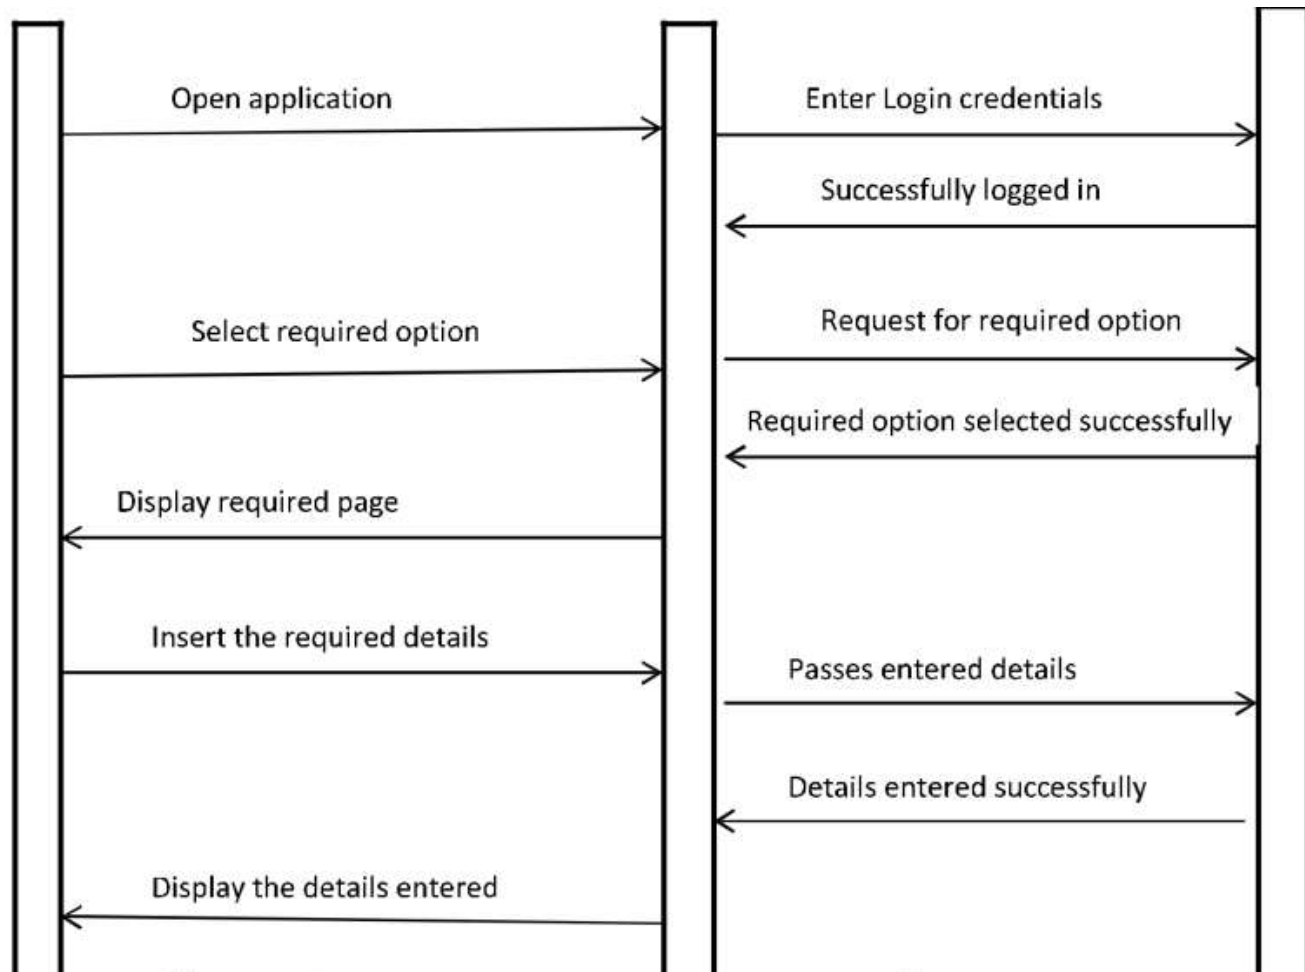 Open application
Enter Login credentials
Successfully logged in
Select required option
Request for required option
Required option selected successfully
Display required page
Insert the required details
Passes entered details
Details entered successfully
Display the details entered